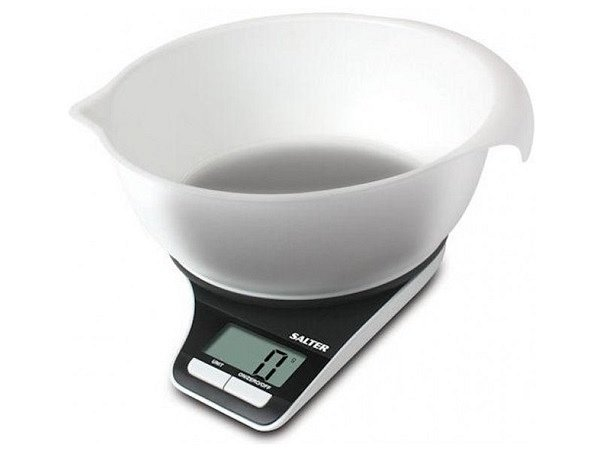 SALTER
0 g
UNIT
ON/ZERO/OFF